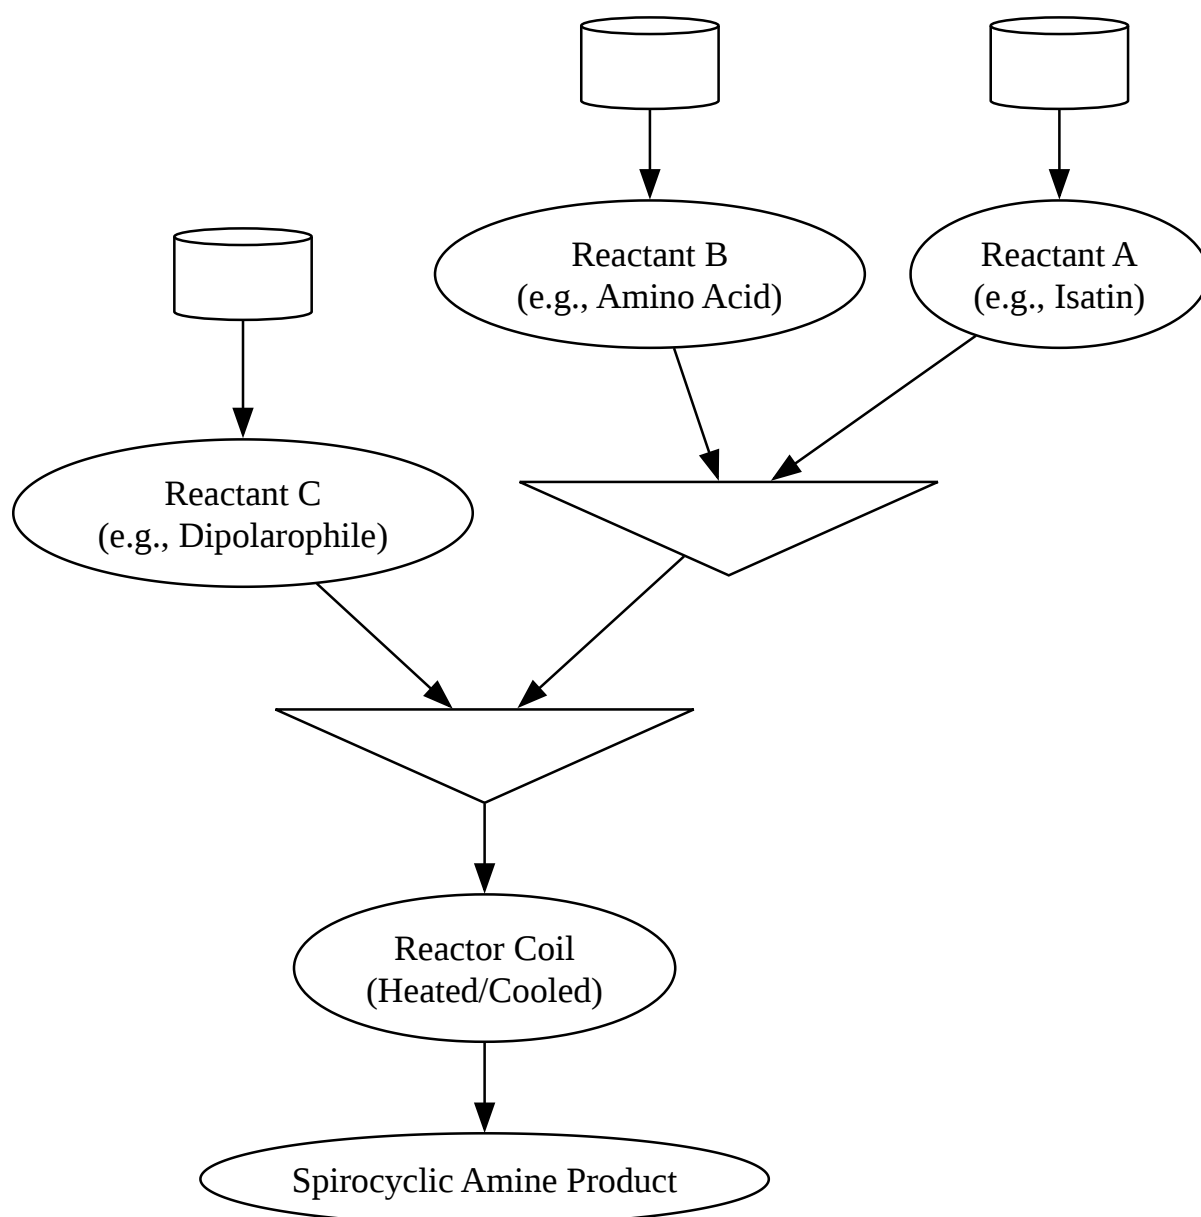 Reactant B
(e.g., Amino Acid)
Reactant A
(e.g., Isatin)
Reactant C
(e.g., Dipolarophile)
Reactor Coil
(Heated/Cooled)
Spirocyclic Amine Product